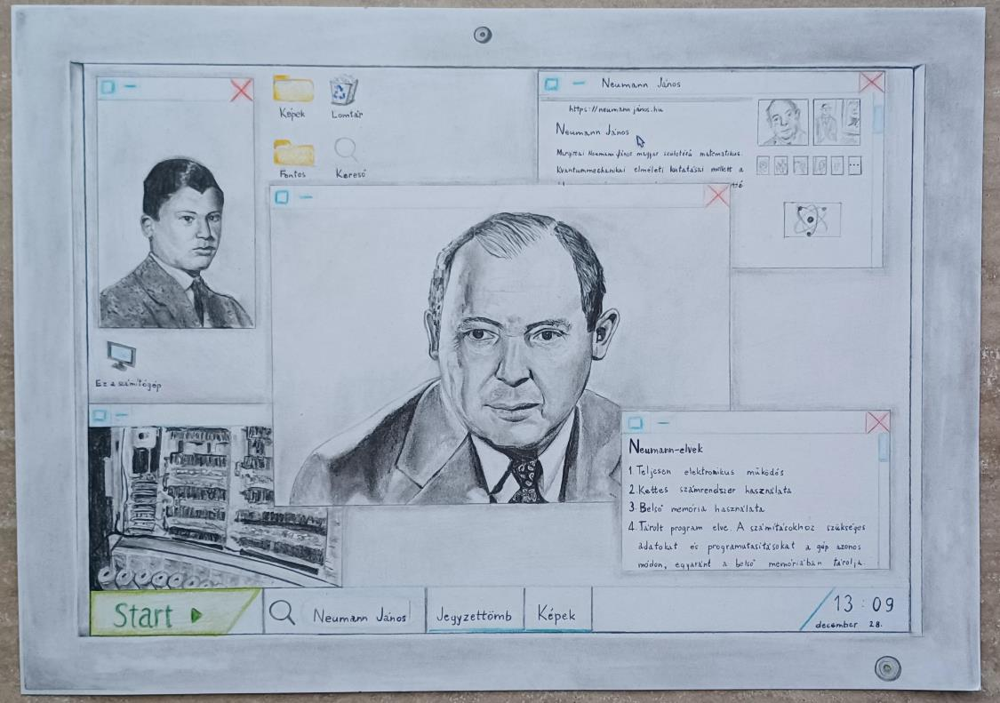 Képek
Lomtár
Fontos
Kereső
Neumann János
https://neumann jános.hu
Neumann János
Margittai Neumann János magyar születésű matematikus.
Kvantummechanikai elméleti kutatásai mellett a
Ez a számítógép
Neumann-elvek
1. Teljesen elektronikus működés
2. Kettes számrendszer használata
3. Belső memória használata
4. Tárolt program elve. A számításokhoz szükséges
adatokat és programutasításokat a gép azonos
módon, egyaránt a belső memóriában tárolja.
Start
Neumann János
Jegyzettömb
Képek
13:09
december 28.